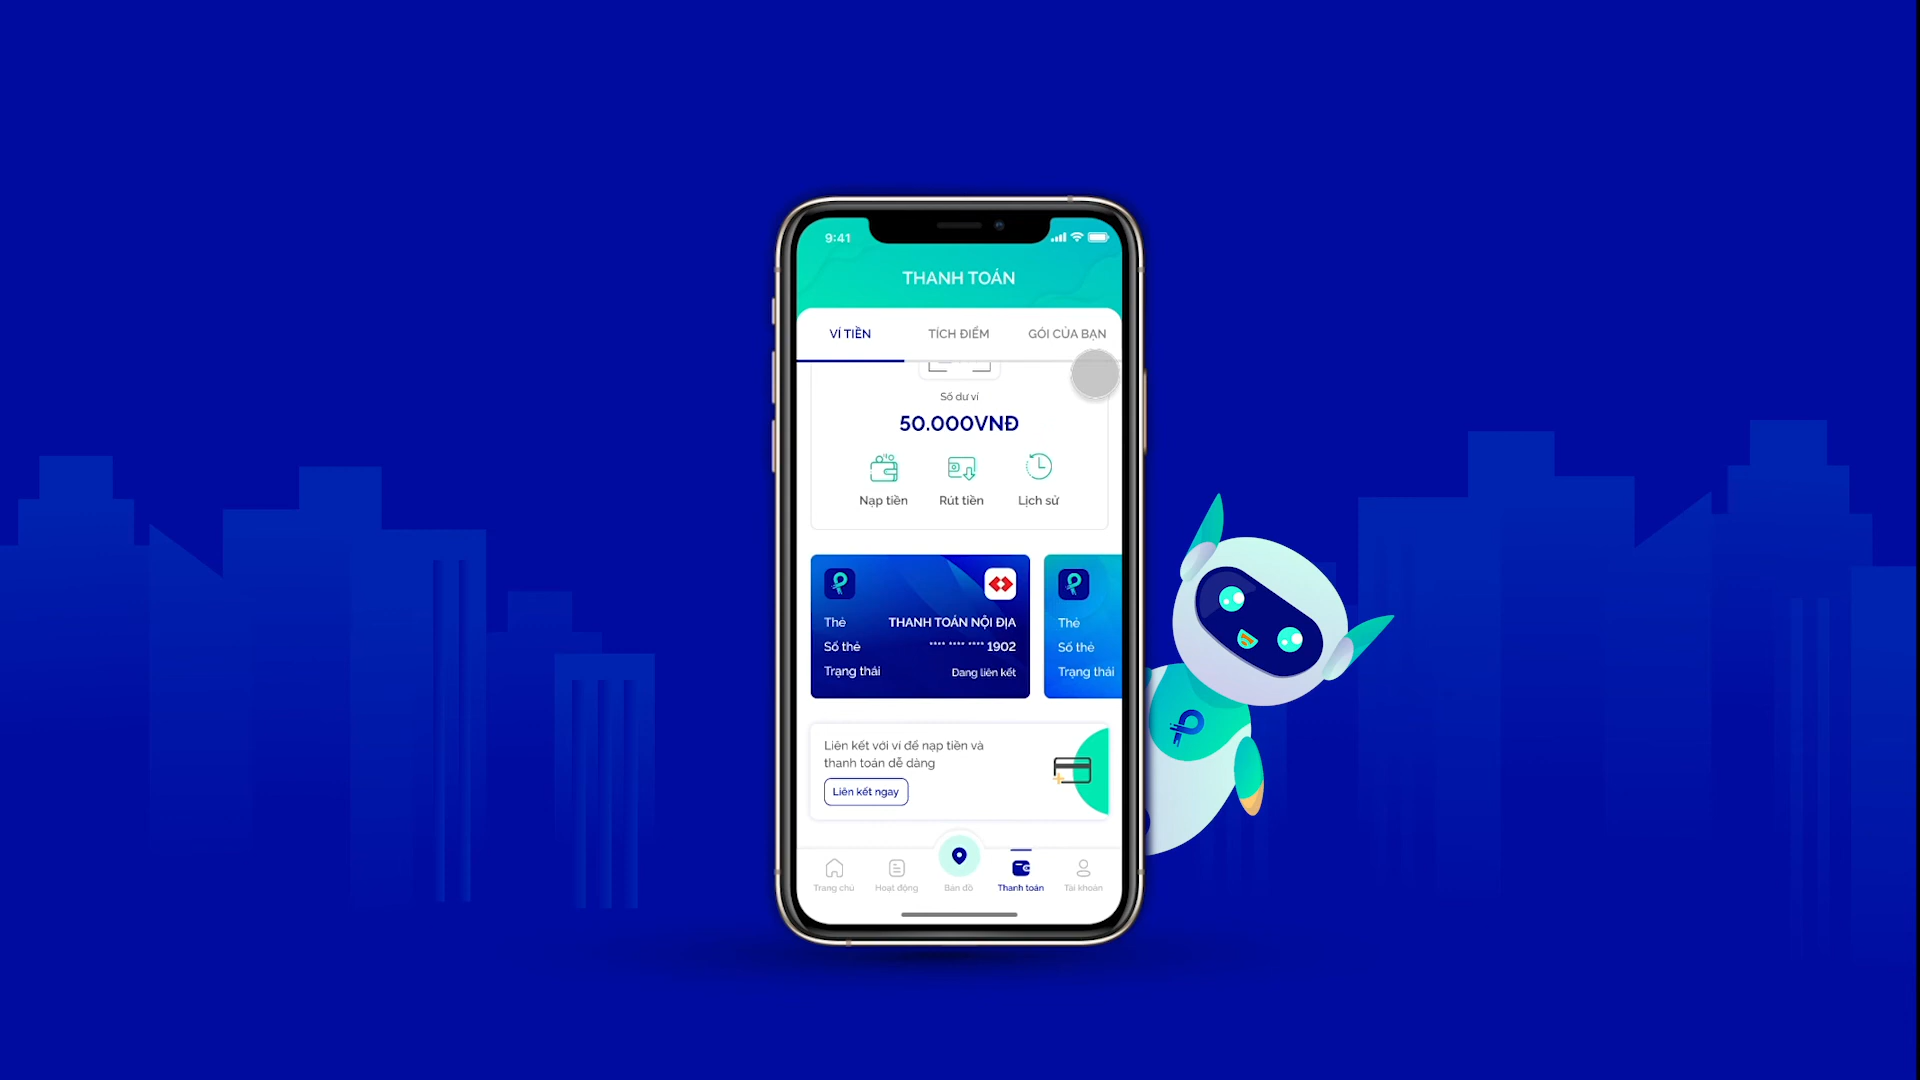 9:41
THANH TOÁN
VÍ TIỀN
TÍCH ĐIỂM
GÓI CỦA BẠN
Số dư ví
50.000VNĐ
Nạp tiền
Rút tiền
Lịch sử
Thẻ THANH TOÁN NỘI ĐỊA
Số thẻ **** **** **** 1902
Trạng thái Đang liên kết
Thẻ
Số thẻ
Trạng thái
Liên kết với ví để nạp tiền và
thanh toán dễ dàng
Liên kết ngay
Trang chủ
Hoạt động
Bản đồ
Thanh toán
Tài khoản